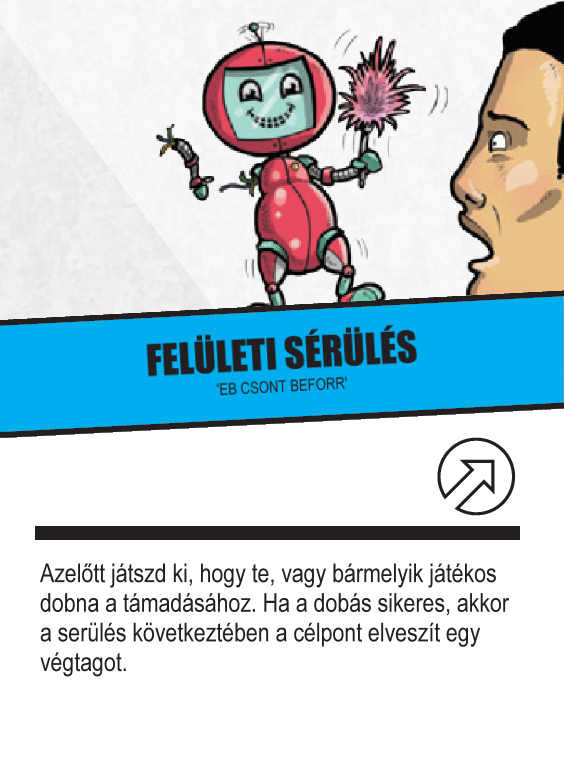 FELÜLETI SÉRÜLÉS
'EB CSONT BEFORR'
Azelőtt játszd ki, hogy te, vagy bármelyik játékos
dobna a támadásához. Ha a dobás sikeres, akkor
a serülés következtében a célpont elveszít egy
végtagot.